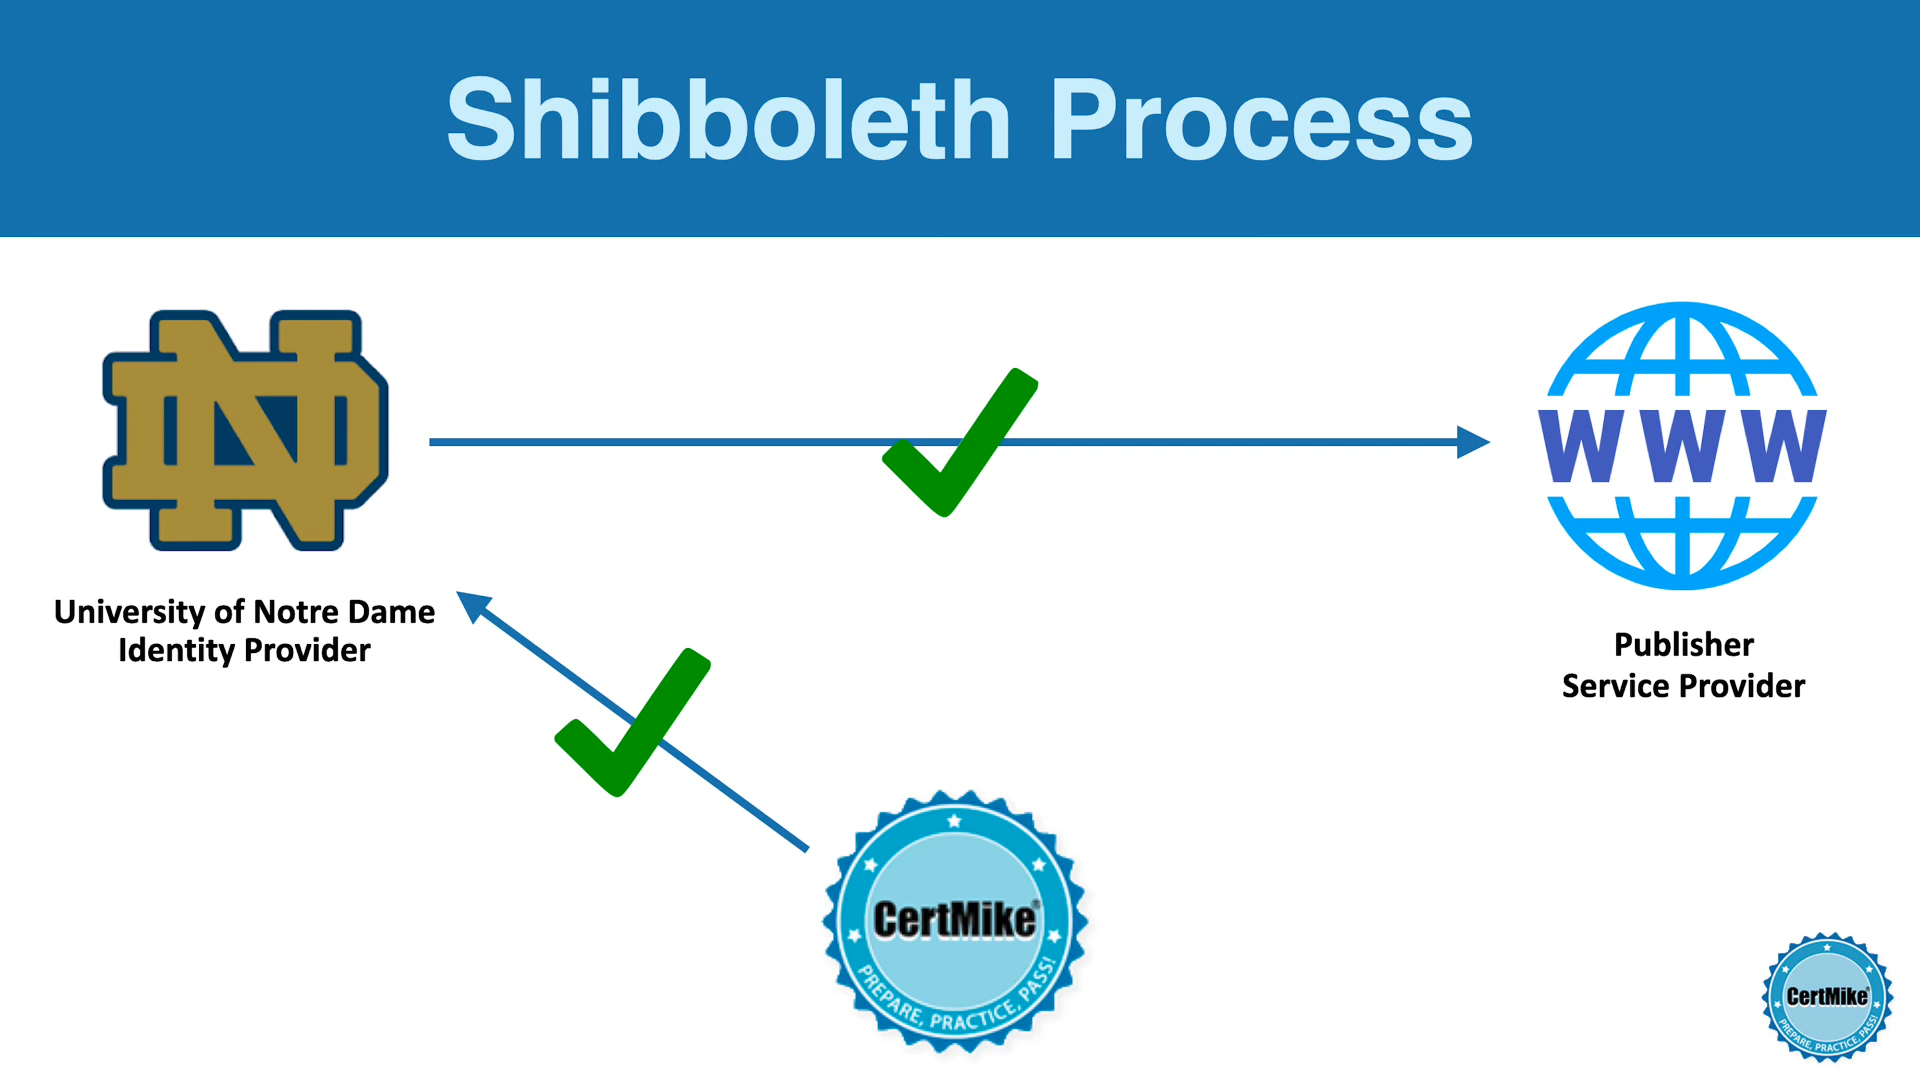 Shibboleth Process
WWW
University of Notre Dame
Identity Provider
Publisher
Service Provider
CertMike®
PREPARE, PRACTICE, PASS!
CertMike®
PREPARE, PRACTICE, PASS!